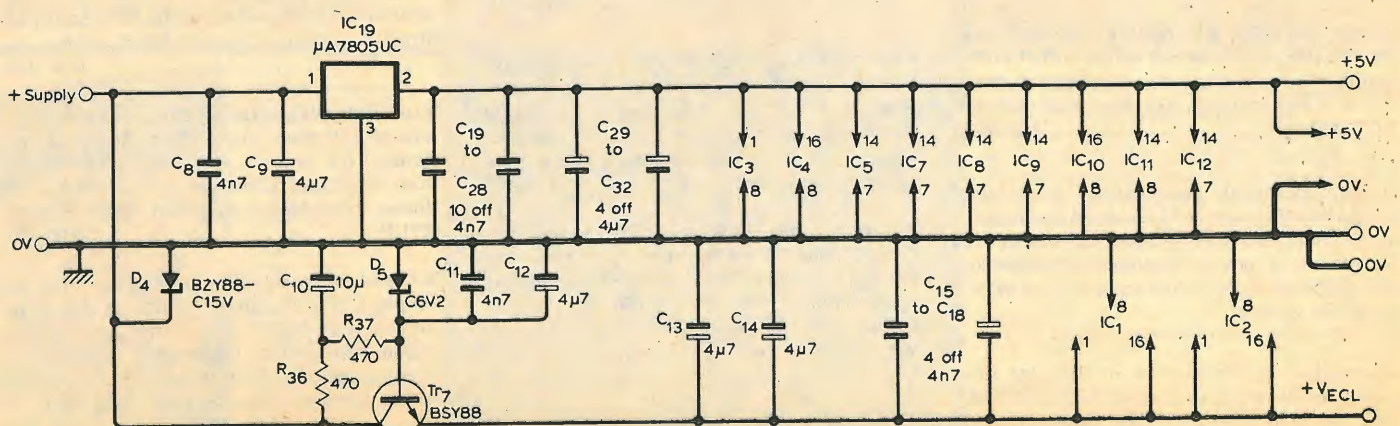 IC19
µA7805UC
1
2
3
+ Supply
+5V
+5V
C8
4n7
C9
4µ7
C19
to
C28
10 off
4n7
C29
to
C32
4 off
4µ7
1
IC3
8
16
IC4
8
14
IC5
7
14
IC7
7
14
IC8
7
14
IC9
7
16
IC10
8
14
IC11
8
14
IC12
7
0V
0V
0V
0V
D4
BZY88-
C15V
C10
10µ
D5
C6V2
C11
4n7
C12
4µ7
R37
470
R36
470
Tr7
BSY88
C13
4µ7
C14
4µ7
C15
to C18
4 off
4n7
8
IC1
1
16
8
IC2
1
16
+VECL